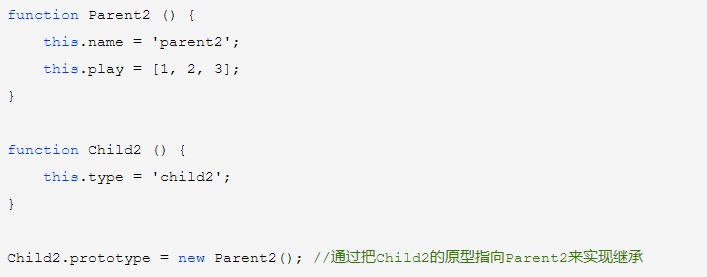 function Parent2 () {
    this.name = 'parent2';
    this.play = [1, 2, 3];
}
function Child2 () {
    this.type = 'child2';
}
Child2.prototype = new Parent2(); //通过把Child2的原型指向Parent2来实现继承